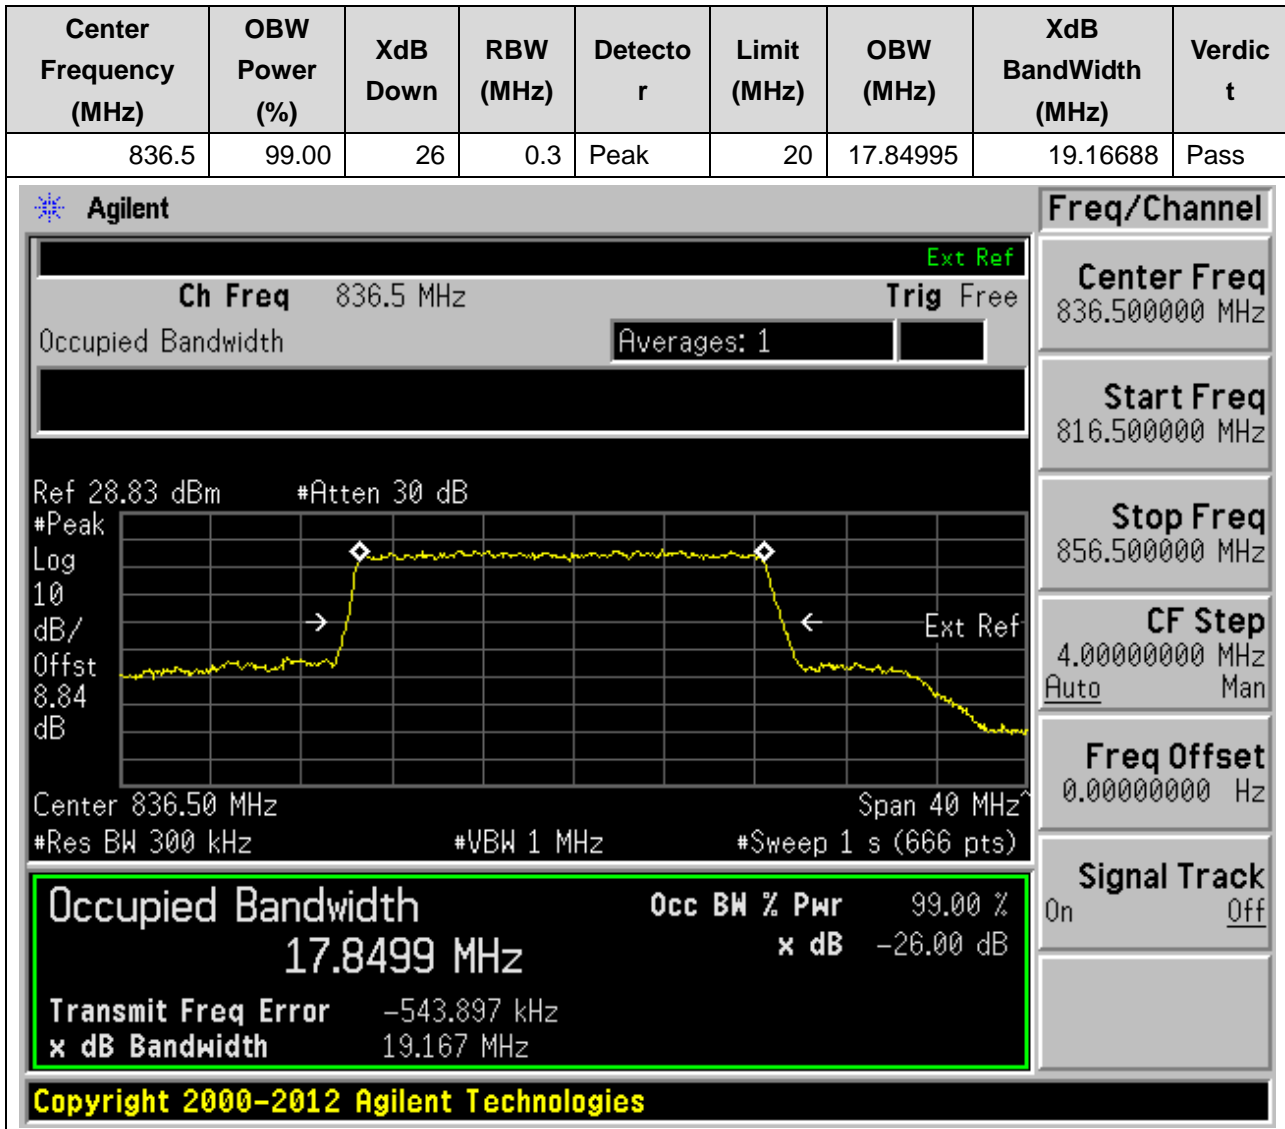 Center Frequency (MHz) OBW Power (%) XdB Down RBW (MHz) Detecto r Limit (MHz) OBW (MHz) XdB BandWidth (MHz) Verdic t
836.5 99.00 26 0.3 Peak 20 17.84995 19.16688 Pass
Agilent
Freq/Channel
Ext Ref
Ch Freq 836.5 MHz Trig Free
Occupied Bandwidth Averages: 1
Center Freq
836.500000 MHz
Start Freq
816.500000 MHz
Stop Freq
856.500000 MHz
CF Step
4.00000000 MHz
Auto Man
Freq Offset
0.00000000 Hz
Signal Track
On Off
Ref 28.83 dBm #Atten 30 dB
#Peak
Log
10
dB/
Offst
8.84
dB
Ext Ref
Center 836.50 MHz Span 40 MHz^
#Res BW 300 kHz #VBW 1 MHz #Sweep 1 s (666 pts)
Occupied Bandwidth
17.8499 MHz
Occ BW % Pwr 99.00 %
x dB -26.00 dB
Transmit Freq Error -543.897 kHz
x dB Bandwidth 19.167 MHz
Copyright 2000-2012 Agilent Technologies